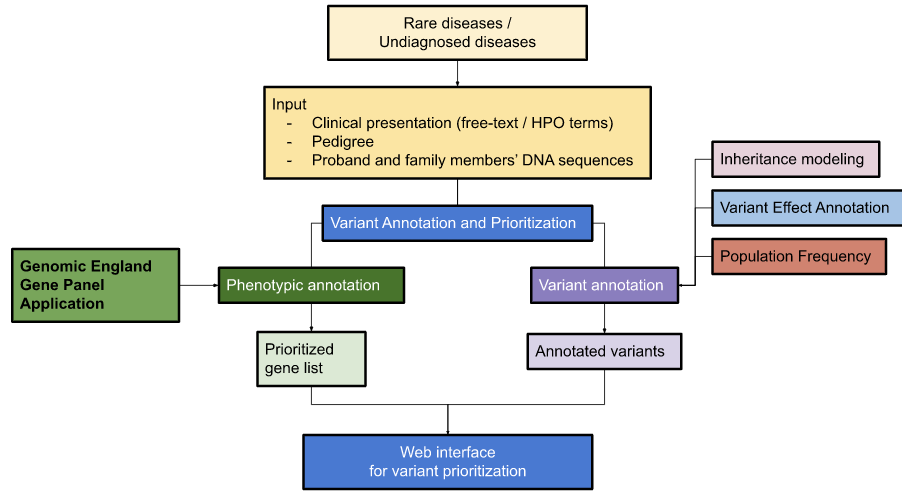 Rare diseases /
Undiagnosed diseases
Input
- Clinical presentation (free-text / HPO terms)
- Pedigree
- Proband and family members' DNA sequences
Inheritance modeling
Variant Annotation and Prioritization
Variant Effect Annotation
Population Frequency
Genomic England
Gene Panel
Application
Phenotypic annotation
Variant annotation
Prioritized
gene list
Annotated variants
Web interface
for variant prioritization